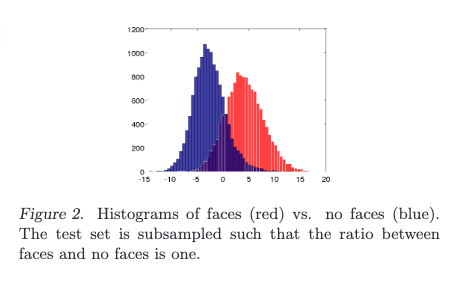 1200
1000
800
600
400
200
0
-15 -10 -5 0 5 10 15 20
Figure 2. Histograms of faces (red) vs. no faces (blue).
The test set is subsampled such that the ratio between
faces and no faces is one.